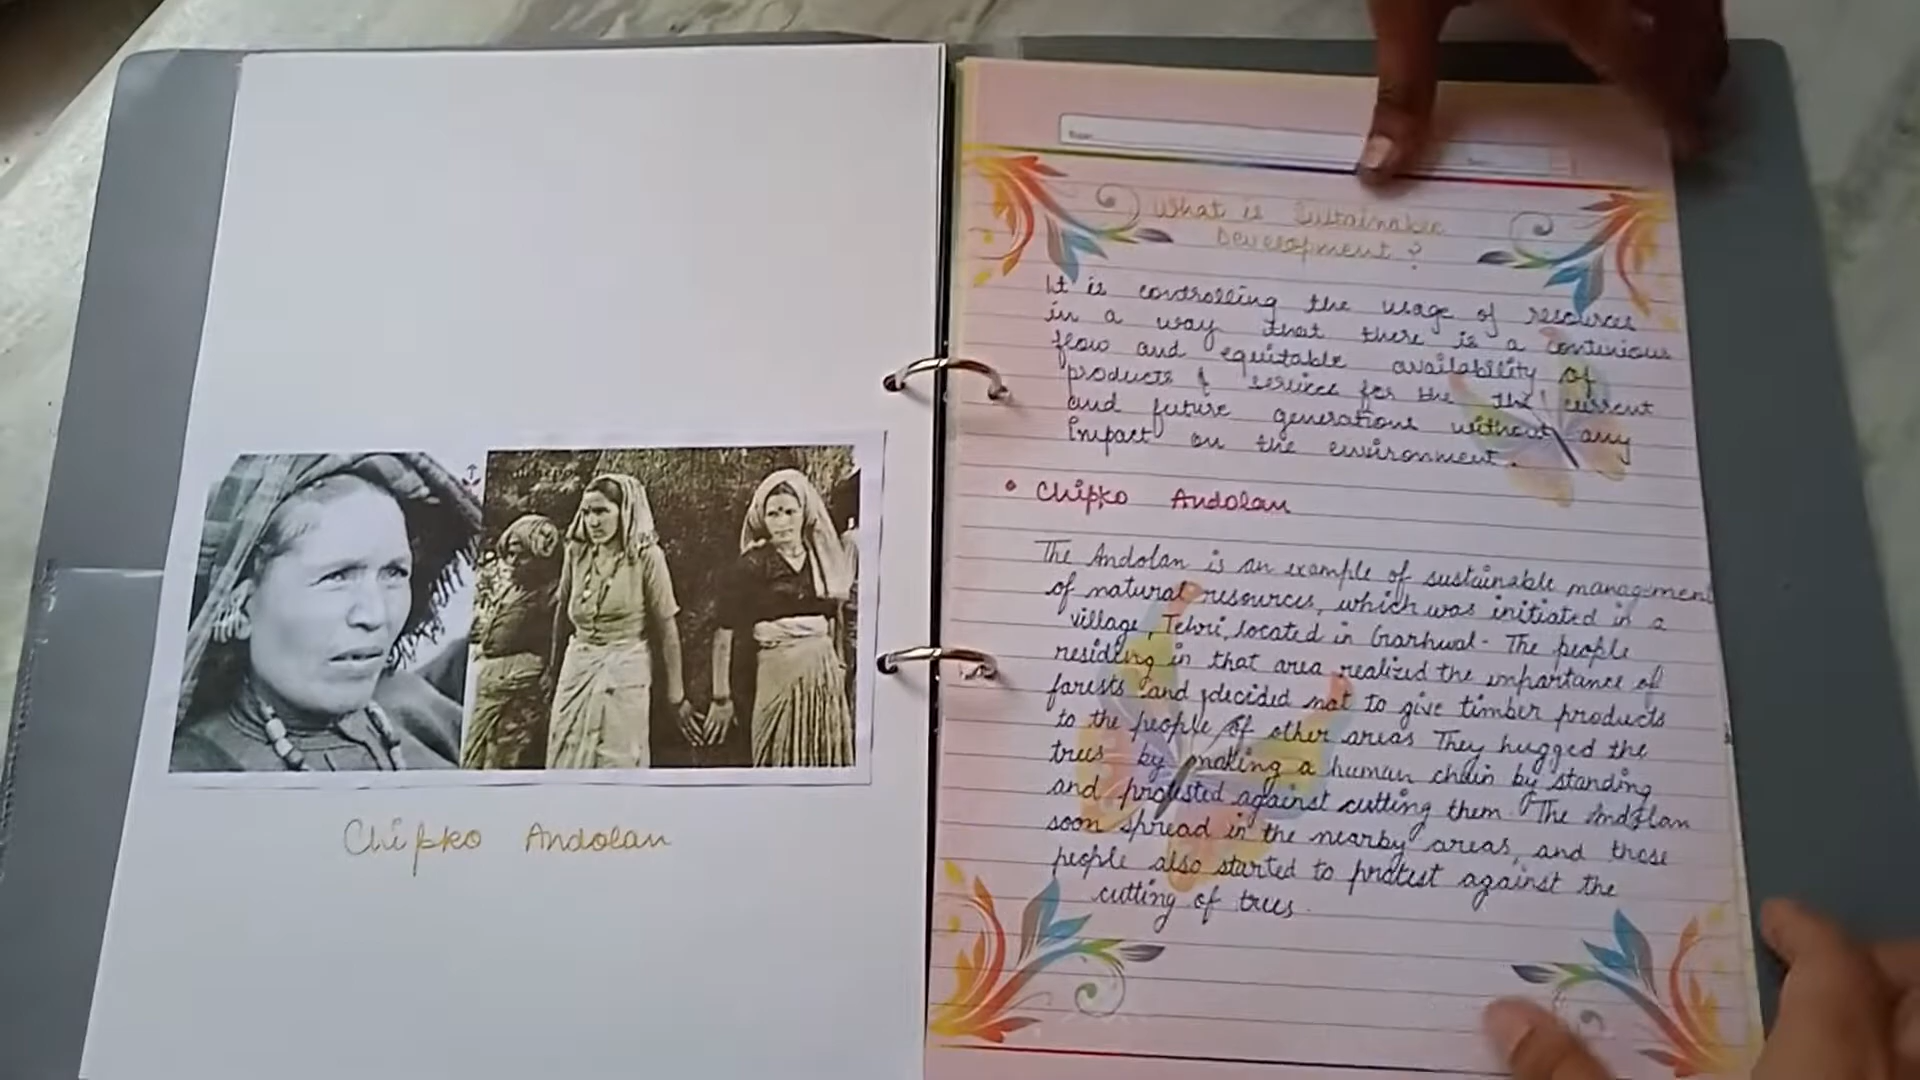 Chipko Andolan
What is Sustainable
Development?
It is controlling the usage of resources
in a way that there is a continious
flow and equitable availability of
products & services for the the current
and future generations without any
impact on the environment.
• Chipko Andolan
The Andolan is an example of sustainable management
of natural resources, which was initiated in a
village, Tehri, located in Garhwal. The people
residing in that area realized the importance of
forests and decided not to give timber products
to the people of other areas. They hugged the
trees by making a human chain by standing
and protested against cutting them. The Andolan
soon spread in the nearby areas, and those
people also started to protest against the
cutting of trees.